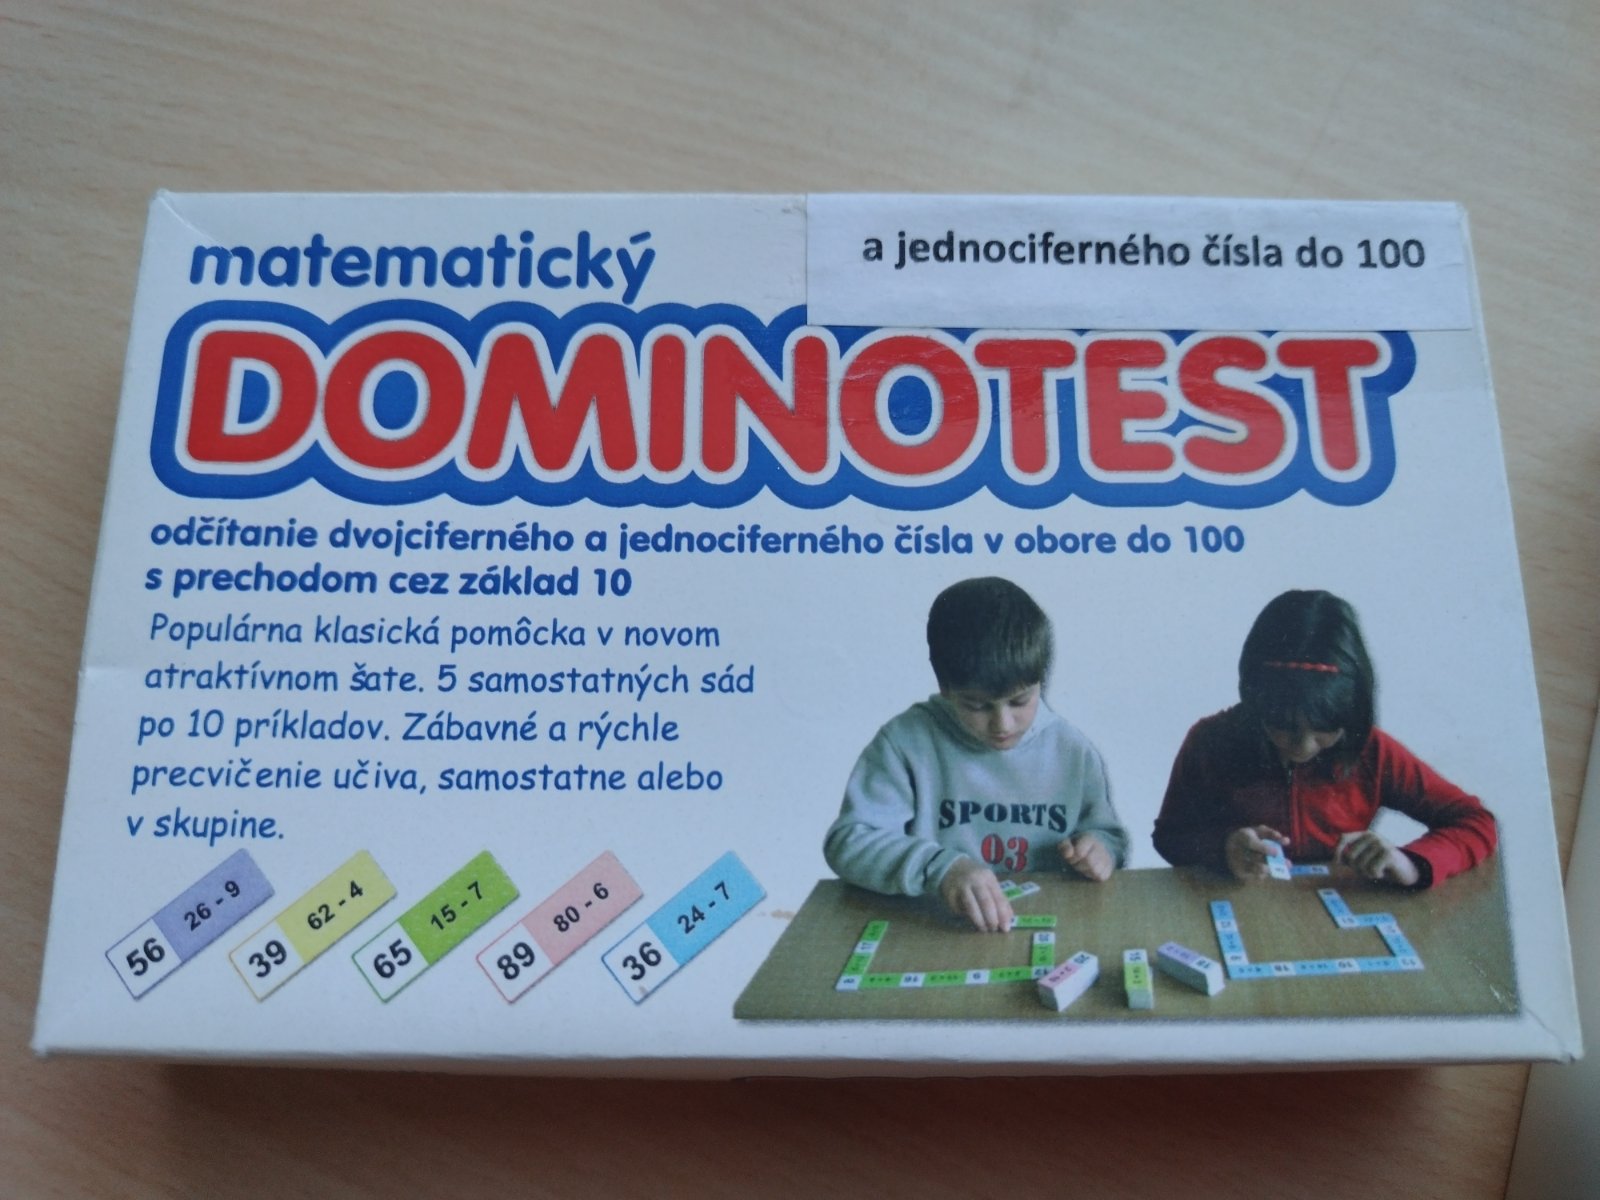 matematický
a jednociferného čísla do 100
DOMINOTEST
odčítanie dvojciferného a jednociferného čísla v obore do 100
s prechodom cez základ 10
Populárna klasická pomôcka v novom
atraktívnom šate. 5 samostatných sád
po 10 príkladov. Zábavné a rýchle
precvičenie učiva, samostatne alebo
v skupine.
56 26 - 9
39 62 - 4
65 15 - 7
89 80 - 6
36 24 - 7
SPORTS
03